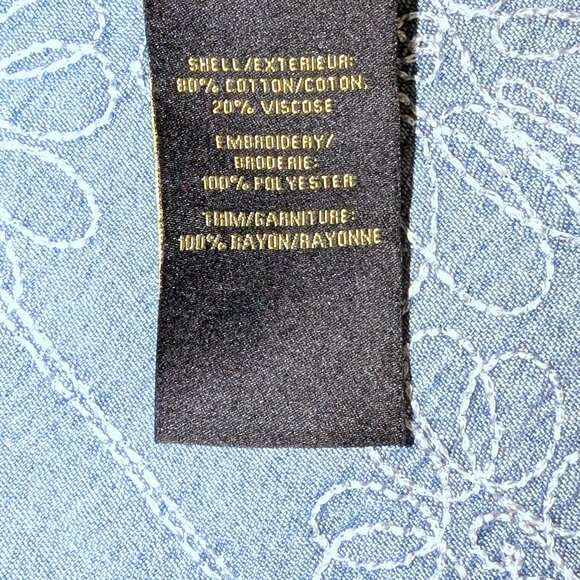 SHELL/EXTERIEUR:
80% COTTON/COTON,
20% VISCOSE
EMBROIDERY/
BRODERIE:
100% POLYESTER
TRIM/GARNITURE:
100% RAYON/RAYONNE